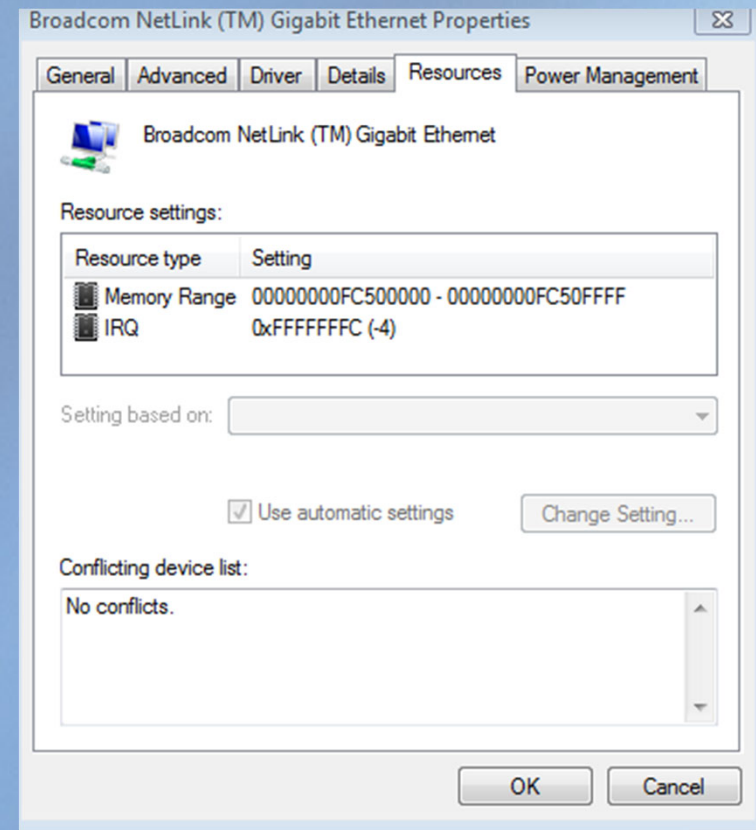 Broadcom NetLink (TM) Gigabit Ethernet Properties
General Advanced Driver Details Resources Power Management
Broadcom NetLink (TM) Gigabit Ethernet
Resource settings:
Resource type Setting
Memory Range 00000000FC500000 - 00000000FC50FFFF
IRQ 0xFFFFFFFC (-4)
Setting based on:
Use automatic settings Change Setting...
Conflicting device list:
No conflicts.
OK Cancel